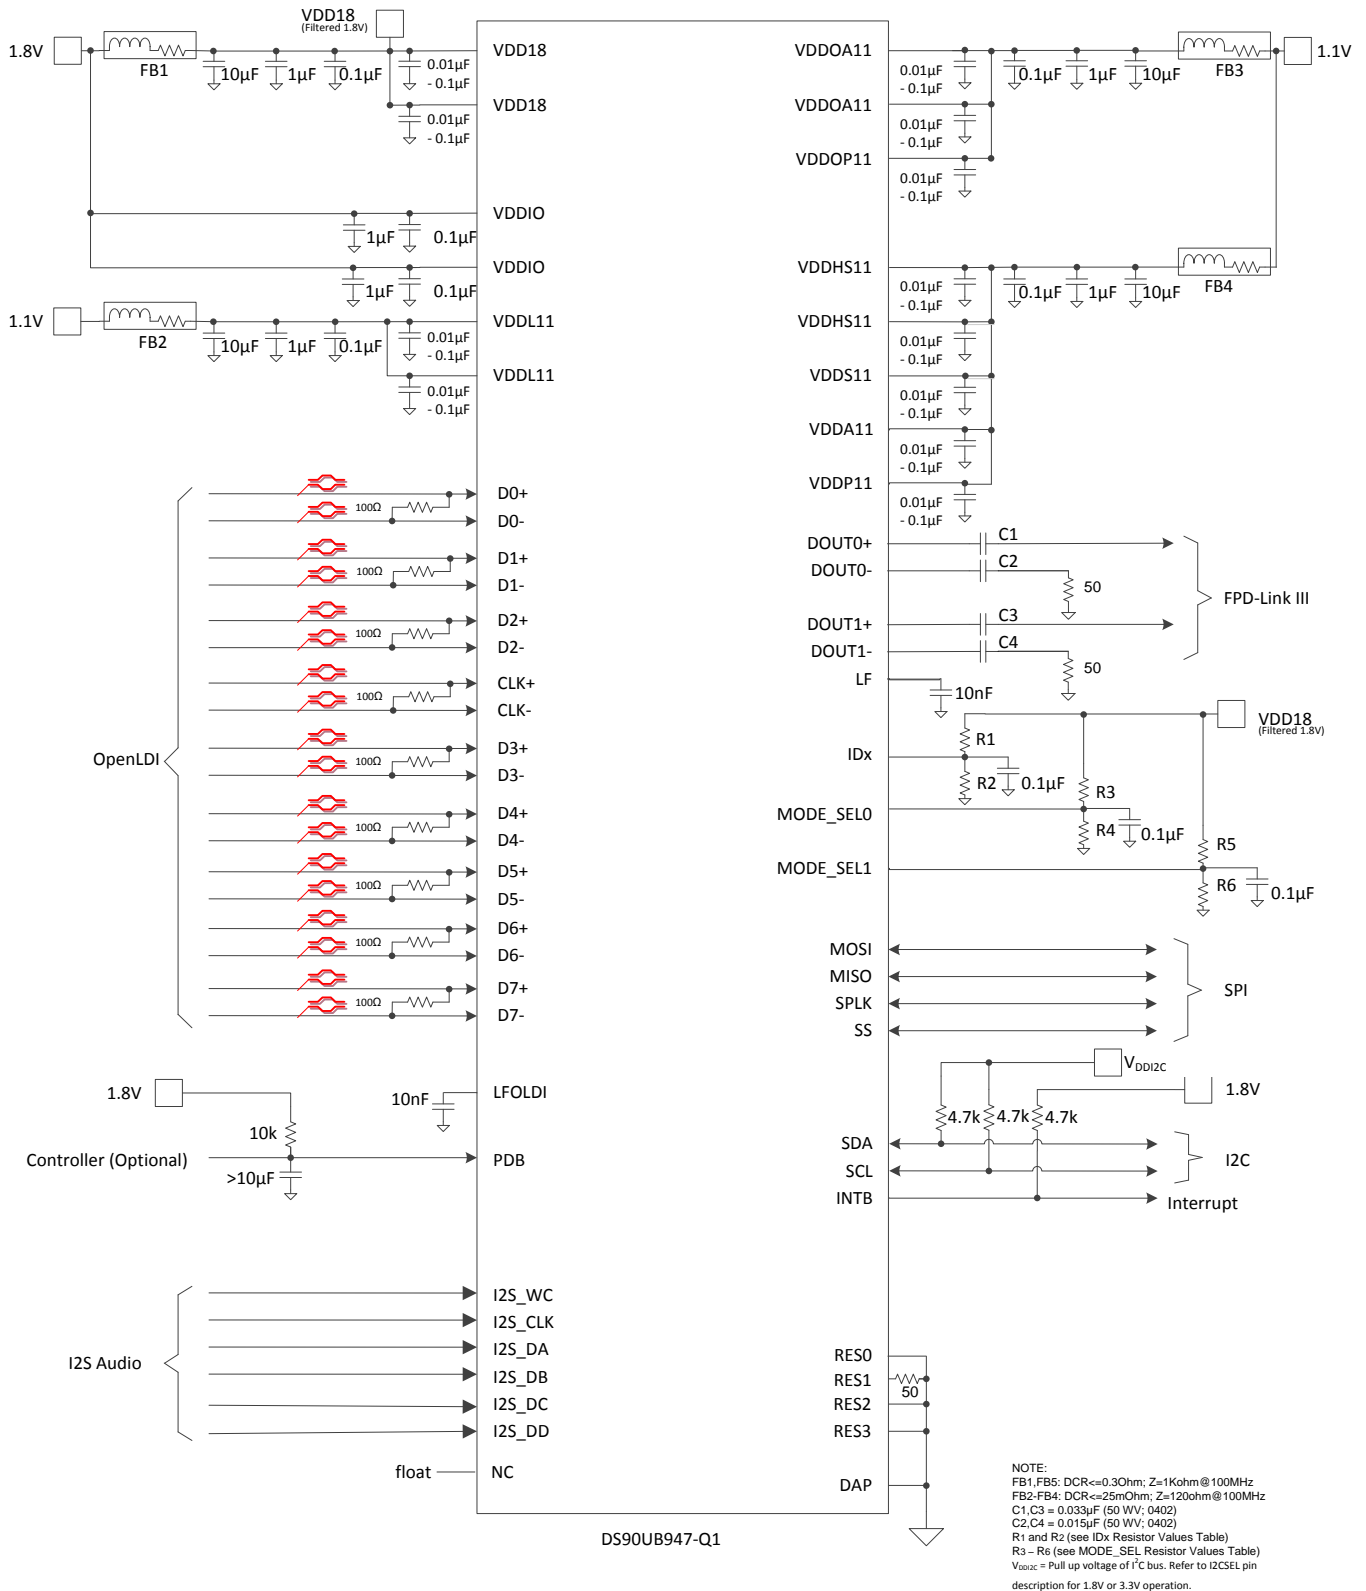 VDD18
(Filtered 1.8V)
1.8V
FB1
10µF
1µF
0.1µF
0.01µF
- 0.1µF
VDD18
0.01µF
- 0.1µF
VDD18
1µF
0.1µF
VDDIO
1µF
0.1µF
VDDIO
1.1V
FB2
10µF
1µF
0.1µF
0.01µF
- 0.1µF
VDDL11
0.01µF
- 0.1µF
VDDL11
OpenLDI
100Ω
D0+
D0-
100Ω
D1+
D1-
100Ω
D2+
D2-
100Ω
CLK+
CLK-
100Ω
D3+
D3-
100Ω
D4+
D4-
100Ω
D5+
D5-
100Ω
D6+
D6-
100Ω
D7+
D7-
1.8V
10nF
LFOLDI
10k
Controller (Optional)
>10µF
PDB
I2S Audio
I2S_WC
I2S_CLK
I2S_DA
I2S_DB
I2S_DC
I2S_DD
float
NC
VDDOA11
0.01µF
- 0.1µF
0.1µF
1µF
10µF
FB3
1.1V
VDDOA11
0.01µF
- 0.1µF
VDDOP11
0.01µF
- 0.1µF
VDDHS11
0.01µF
- 0.1µF
0.1µF
1µF
10µF
FB4
VDDHS11
0.01µF
- 0.1µF
VDDS11
0.01µF
- 0.1µF
VDDA11
0.01µF
- 0.1µF
VDDP11
0.01µF
- 0.1µF
DOUT0+
C1
DOUT0-
C2
50
FPD-Link III
DOUT1+
C3
DOUT1-
C4
50
LF
10nF
VDD18
(Filtered 1.8V)
IDx
R1
R2
0.1µF
MODE_SEL0
R3
R4
0.1µF
MODE_SEL1
R5
R6
0.1µF
MOSI
MISO
SPLK
SS
SPI
VDDI2C
1.8V
4.7k
4.7k
4.7k
SDA
SCL
I2C
INTB
Interrupt
RES0
RES1
50
RES2
RES3
DAP
DS90UB947-Q1
NOTE:
FB1,FB5: DCR<=0.3Ohm; Z=1Kohm@100MHz
FB2-FB4: DCR<=25mOhm; Z=120ohm@100MHz
C1,C3 = 0.033µF (50 WV; 0402)
C2,C4 = 0.015µF (50 WV; 0402)
R1 and R2 (see IDx Resistor Values Table)
R3 – R6 (see MODE_SEL Resistor Values Table)
VDDI2C = Pull up voltage of I²C bus. Refer to I2CSEL pin
description for 1.8V or 3.3V operation.